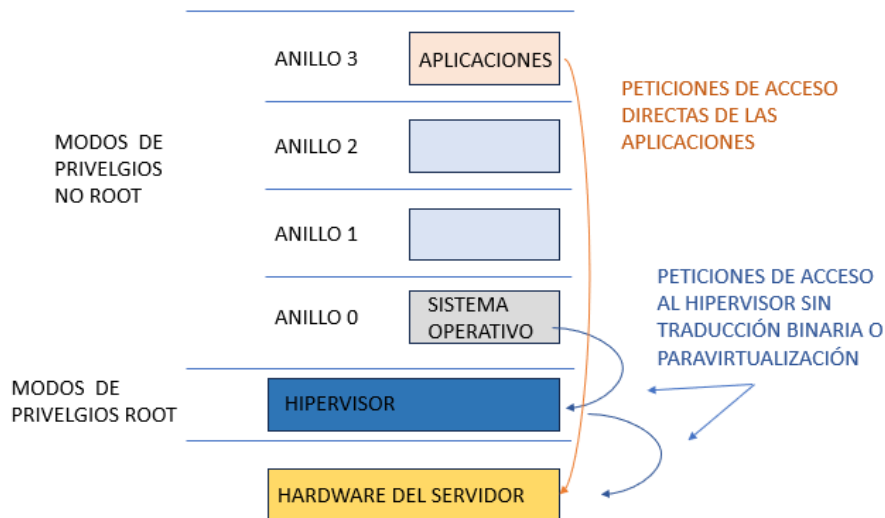 ANILLO 3
APLICACIONES
PETICIONES DE ACCESO
DIRECTAS DE LAS
APLICACIONES
MODOS DE
PRIVELGIOS
NO ROOT
ANILLO 2
ANILLO 1
ANILLO 0
SISTEMA
OPERATIVO
PETICIONES DE ACCESO
AL HIPERVISOR SIN
TRADUCCIÓN BINARIA O
PARAVIRTUALIZACIÓN
MODOS DE
PRIVELGIOS ROOT
HIPERVISOR
HARDWARE DEL SERVIDOR